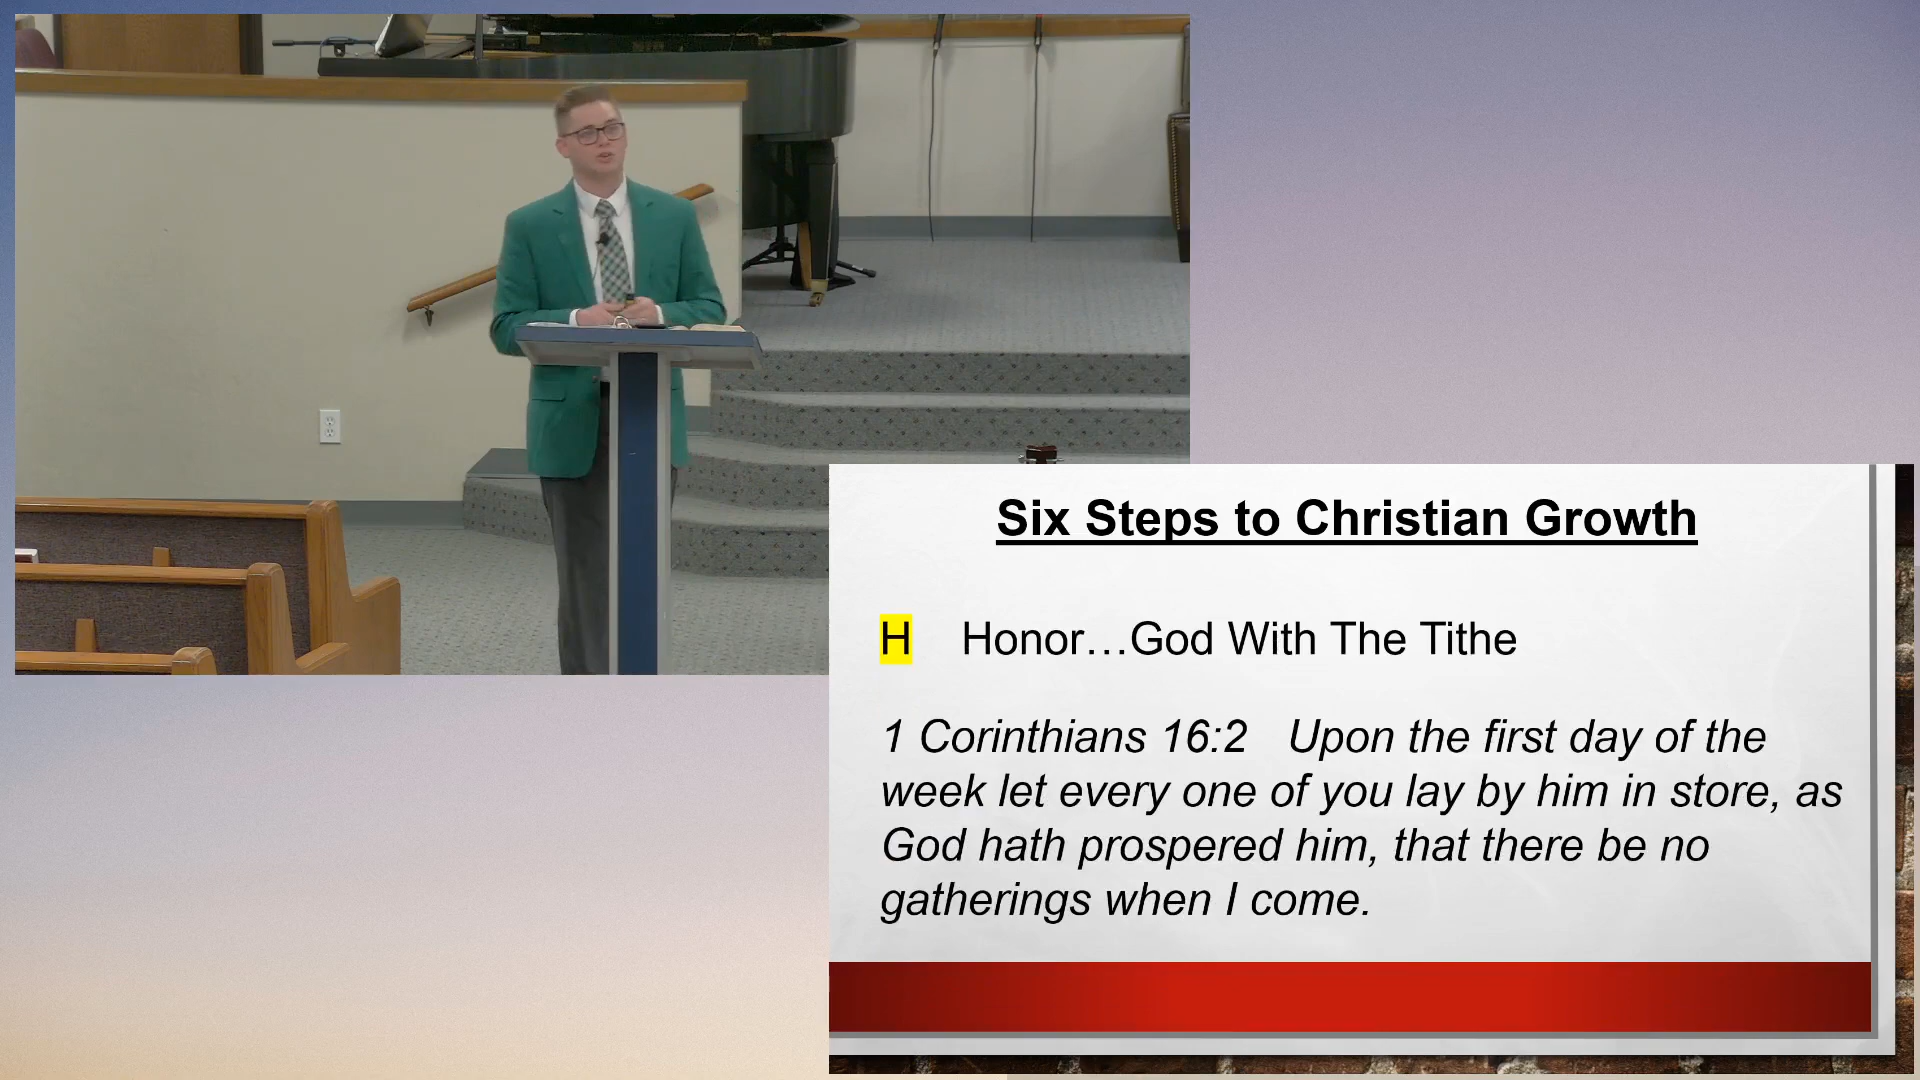 Six Steps to Christian Growth
H Honor…God With The Tithe
1 Corinthians 16:2 Upon the first day of the
week let every one of you lay by him in store, as
God hath prospered him, that there be no
gatherings when I come.